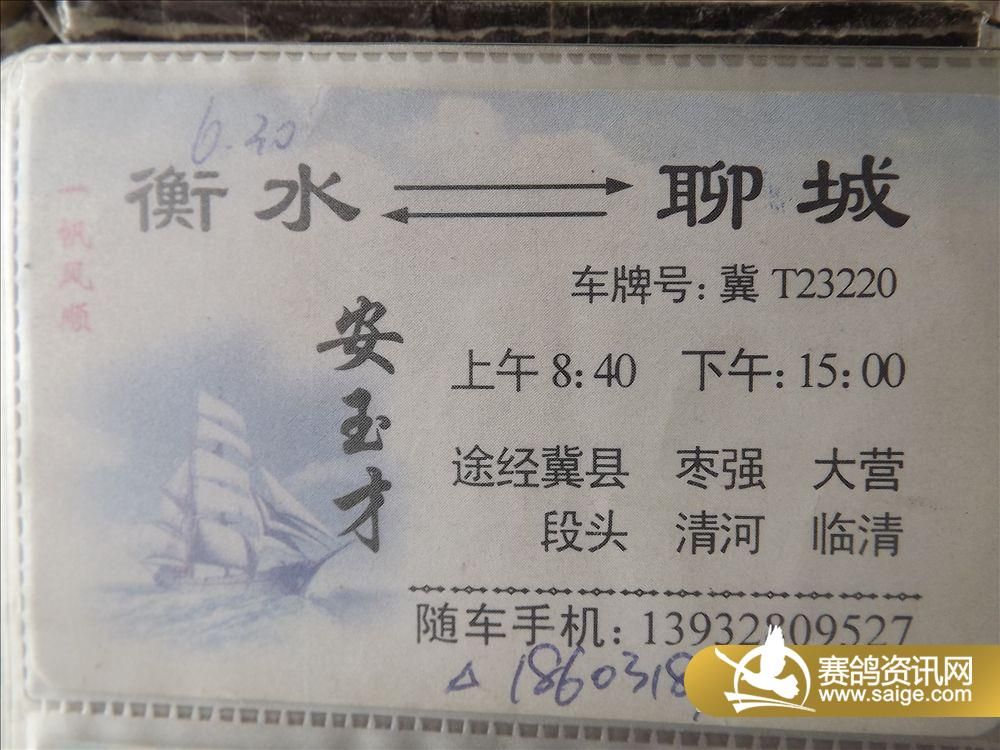 6.20
衡水 聊城
一帆风顺
车牌号：冀 T23220
安玉才
上午 8：40 下午：15：00
途经冀县 枣强 大营
段头 清河 临清
随车手机：13932809527
1860318
赛鸽资讯网
www.saige.com